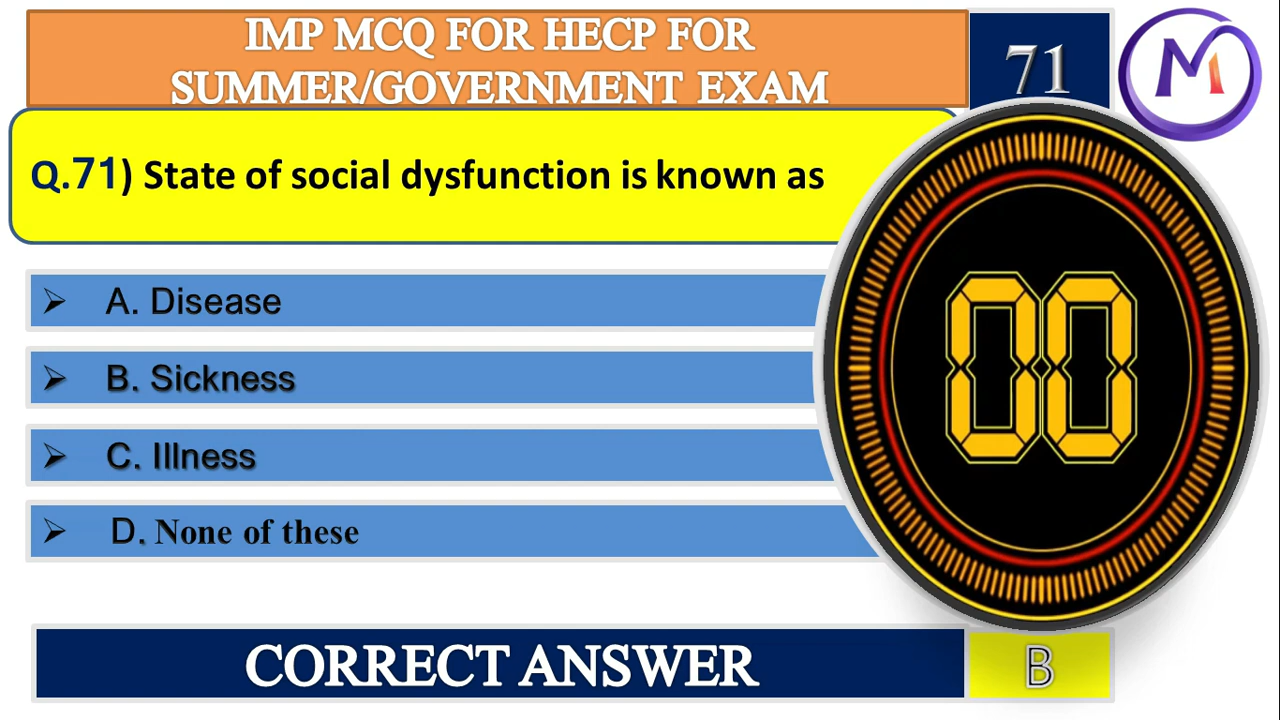 IMP MCQ FOR HECP FOR
SUMMER/GOVERNMENT EXAM
71
M
Q.71) State of social dysfunction is known as
➢ A. Disease
➢ B. Sickness
➢ C. Illness
➢ D. None of these
00
CORRECT ANSWER
B